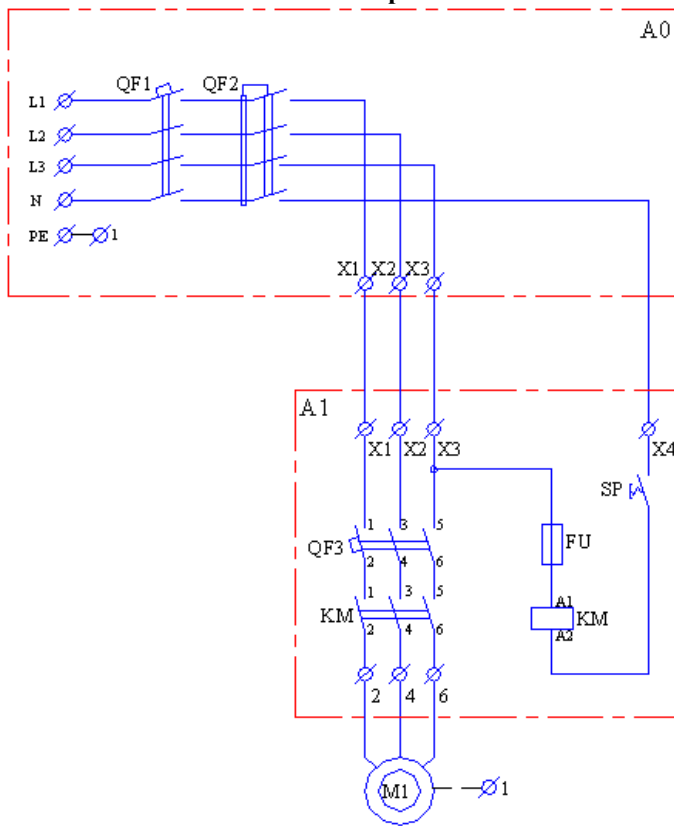 A0
QF1 QF2
L1
L2
L3
N
PE 1
X1 X2 X3
A1
X1 X2 X3 X4
SP
1 3 5
QF3 FU
2 4 6
1 3 5
A1
KM KM
A2
2 4 6
2 4 6
M1 1